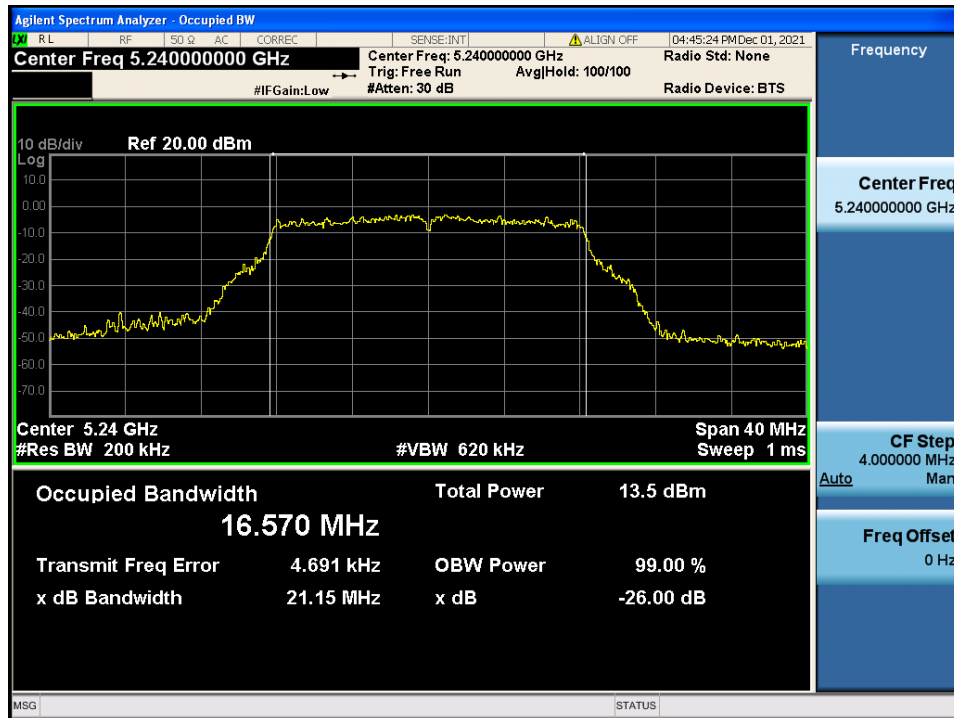 Agilent Spectrum Analyzer - Occupied BW
LXI RL RF 50 Ω AC CORREC SENSE:INT ALIGN OFF 04:45:24 PM Dec 01, 2021
Center Freq 5.240000000 GHz
Center Freq: 5.240000000 GHz
Radio Std: None
Trig: Free Run
Avg|Hold: 100/100
#IFGain:Low
#Atten: 30 dB
Radio Device: BTS
10 dB/div
Ref 20.00 dBm
Log
10.0
0.00
-10.0
-20.0
-30.0
-40.0
-50.0
-60.0
-70.0
Center 5.24 GHz
Span 40 MHz
#Res BW 200 kHz
#VBW 620 kHz
Sweep 1 ms
Occupied Bandwidth
Total Power 13.5 dBm
16.570 MHz
Transmit Freq Error 4.691 kHz
OBW Power 99.00 %
x dB Bandwidth 21.15 MHz
x dB -26.00 dB
Frequency
Center Freq
5.240000000 GHz
CF Step
4.000000 MHz
Auto Man
Freq Offset
0 Hz
MSG
STATUS